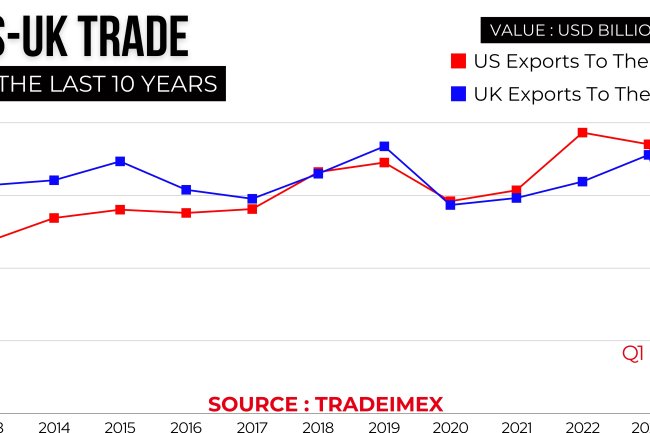 S-UK TRADE
THE LAST 10 YEARS
VALUE : USD BILLIO
US Exports To The
UK Exports To The
Q1
SOURCE : TRADEIMEX
3 2014 2015 2016 2017 2018 2019 2020 2021 2022 20